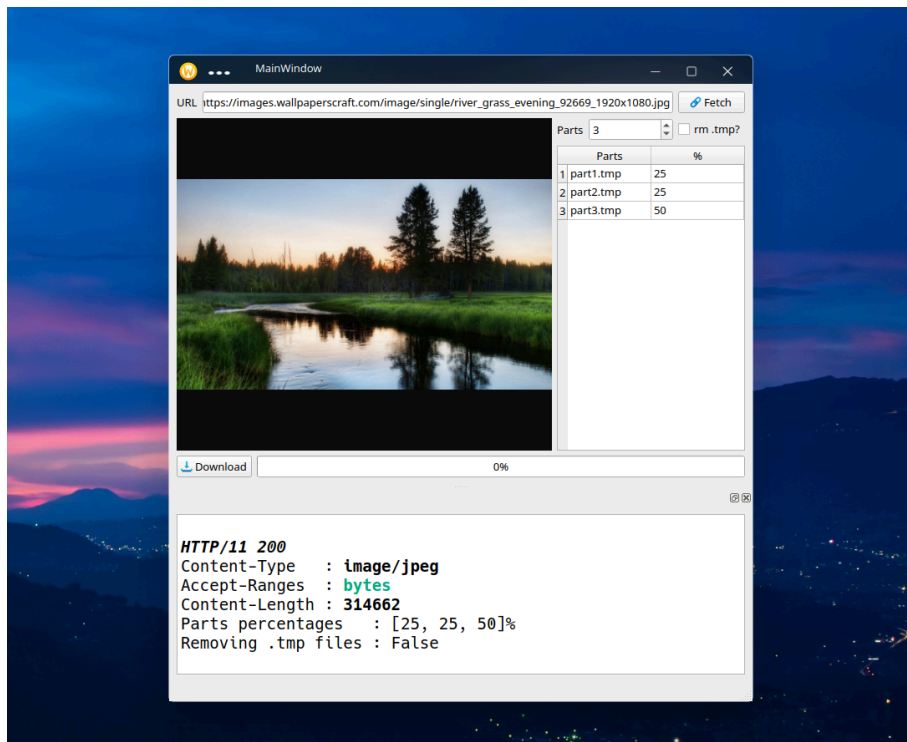 MainWindow
URL https://images.wallpaperscraft.com/image/single/river_grass_evening_92669_1920x1080.jpg Fetch
Parts 3 rm .tmp?
Parts %
1 part1.tmp 25
2 part2.tmp 25
3 part3.tmp 50
Download 0%
HTTP/11 200
Content-Type : image/jpeg
Accept-Ranges : bytes
Content-Length : 314662
Parts percentages : [25, 25, 50]%
Removing .tmp files : False